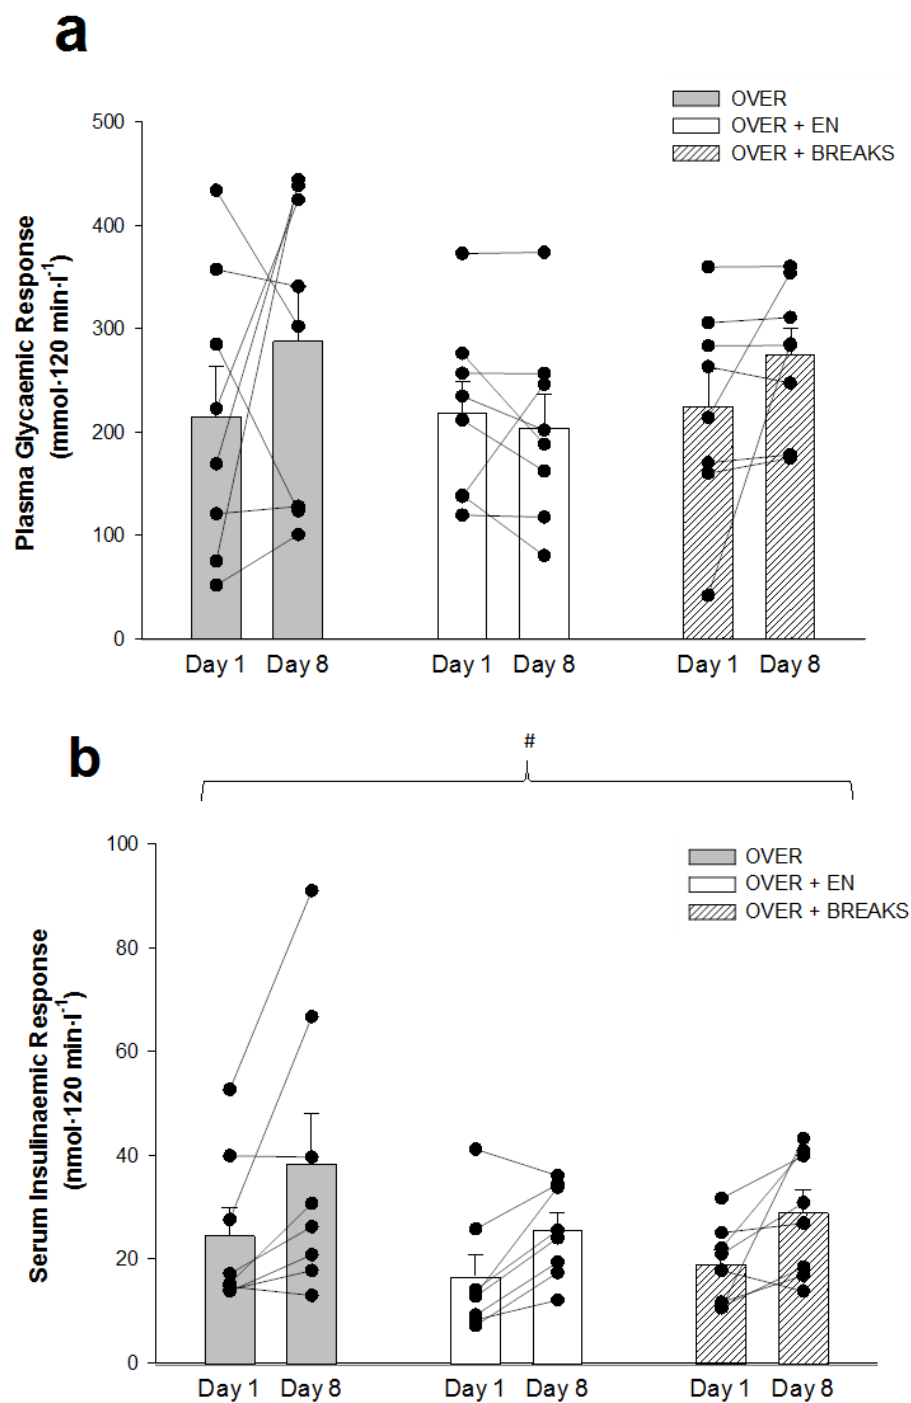 a
OVER
OVER + EN
OVER + BREAKS
Plasma Glycaemic Response
(mmol·120 min·l-1)
500
400
300
200
100
0
Day 1 Day 8 Day 1 Day 8 Day 1 Day 8
b
#
OVER
OVER + EN
OVER + BREAKS
Serum Insulinaemic Response
(nmol·120 min·l-1)
100
80
60
40
20
0
Day 1 Day 8 Day 1 Day 8 Day 1 Day 8